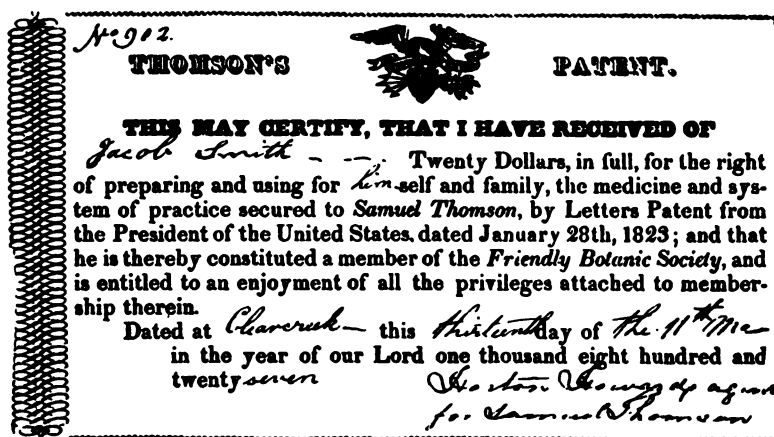 No 902.
THOMSON'S PATENT.
THIS MAY CERTIFY, THAT I HAVE RECEIVED OF
Jacob Smith - - - Twenty Dollars, in full, for the right
of preparing and using for him-self and family, the medicine and sys-
tem of practice secured to Samuel Thomson, by Letters Patent from
the President of the United States, dated January 28th, 1823; and that
he is thereby constituted a member of the Friendly Botanic Society, and
is entitled to an enjoyment of all the privileges attached to member-
ship therein.
Dated at Clearcreek this thirteenth day of the 11th Mo
in the year of our Lord one thousand eight hundred and
twenty seven Horton Howard agent
for Samuel Thomson